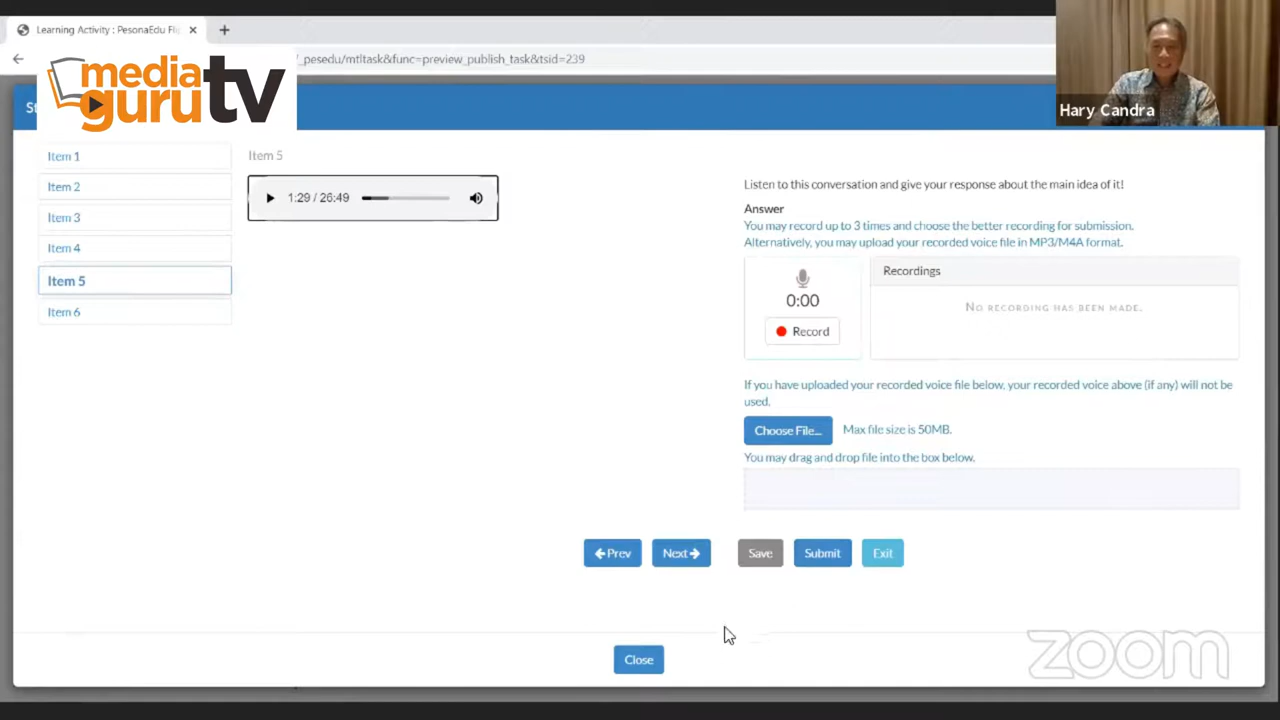 Learning Activity : PesonaEdu Fli
_pesedu/mtltask&func=preview_publish_task&tsid=239
media
guru tv
St
Hary Candra
Item 1
Item 2
Item 3
Item 4
Item 5
Item 6
Item 5
1:29 / 26:49
Listen to this conversation and give your response about the main idea of it!
Answer
You may record up to 3 times and choose the better recording for submission.
Alternatively, you may upload your recorded voice file in MP3/M4A format.
0:00
Record
Recordings
No recording has been made.
If you have uploaded your recorded voice file below, your recorded voice above (if any) will not be
used.
Choose File... Max file size is 50MB.
You may drag and drop file into the box below.
Prev Next Save Submit Exit
Close
zoom